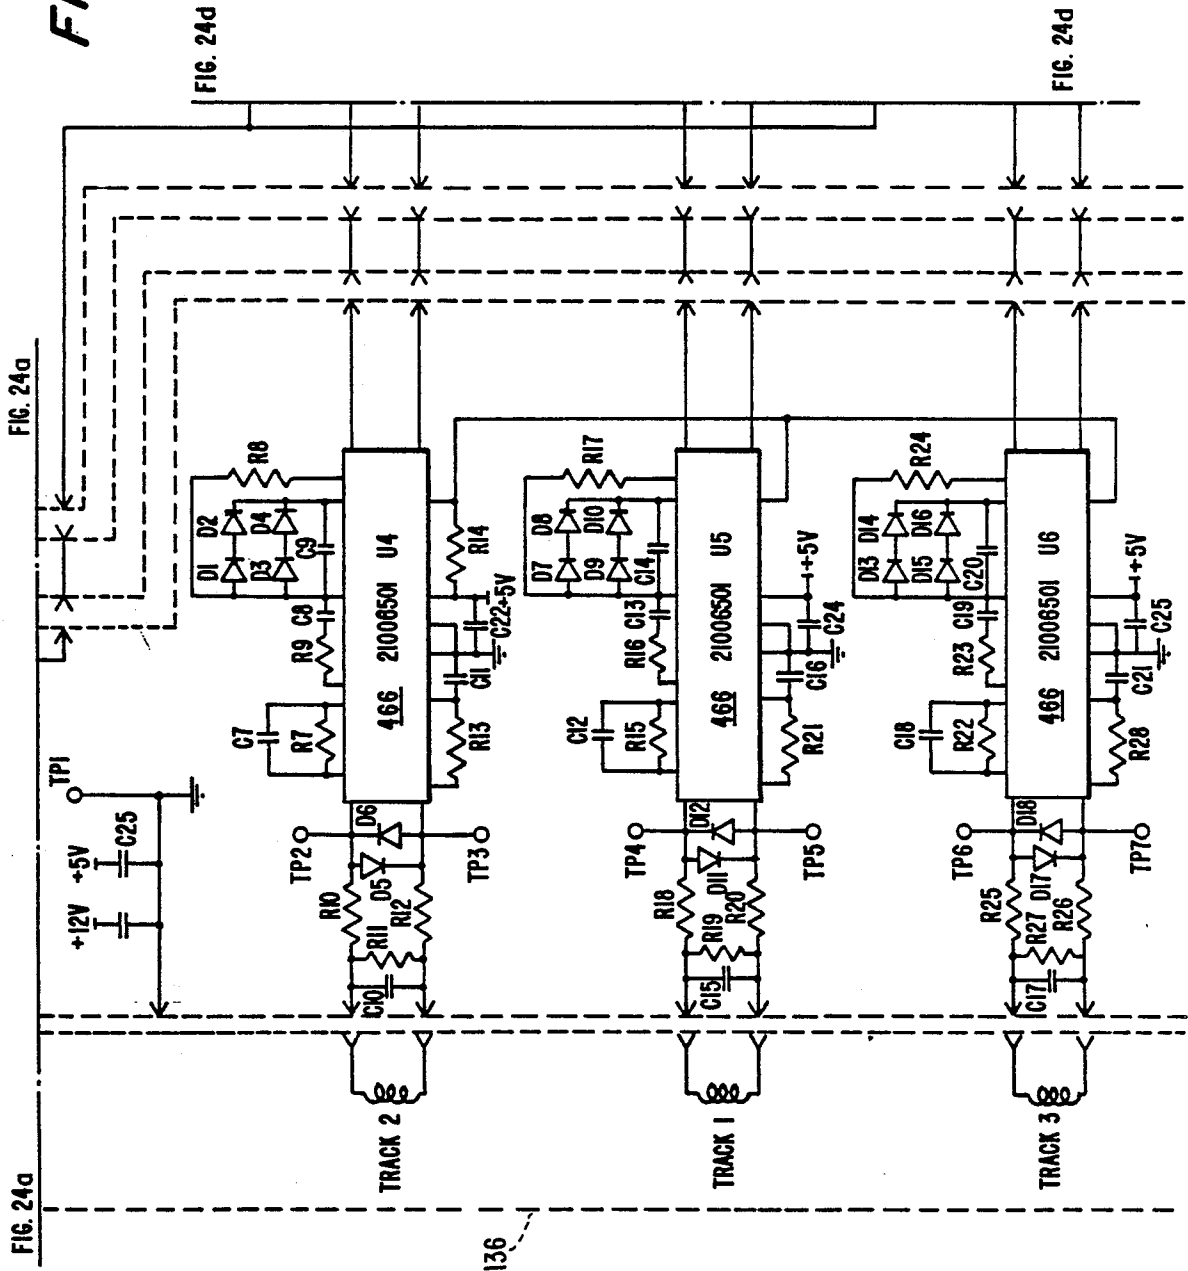 FIG. 24a
FIG. 24a
FI
FIG. 24d
FIG. 24d
136
+12V
+5V
C25
TP1
TRACK 2
C10
R11
R10
R12
D5
D6
TP2
TP3
C7
R7
R9
C8
C9
D1
D2
D3
D4
R8
466
21006501
U4
R13
C11
C22
+5V
R14
TRACK 1
C15
R19
R18
R20
D11
D12
TP4
TP5
C12
R15
R16
C13
C14
D7
D8
D9
D10
R17
466
21006501
U5
R21
C16
C24
+5V
TRACK 3
C17
R27
R25
R26
D17
D18
TP6
TP7
C18
R22
R23
C19
C20
D13
D14
D15
D16
R24
466
21006501
U6
R28
C21
C25
+5V